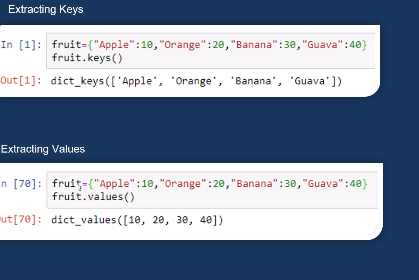 Extracting Keys
In [1]: fruit={"Apple":10,"Orange":20,"Banana":30,"Guava":40}
fruit.keys()
Out[1]: dict_keys(['Apple', 'Orange', 'Banana', 'Guava'])
Extracting Values
n [70]: fruit={"Apple":10,"Orange":20,"Banana":30,"Guava":40}
fruit.values()
ut[70]: dict_values([10, 20, 30, 40])